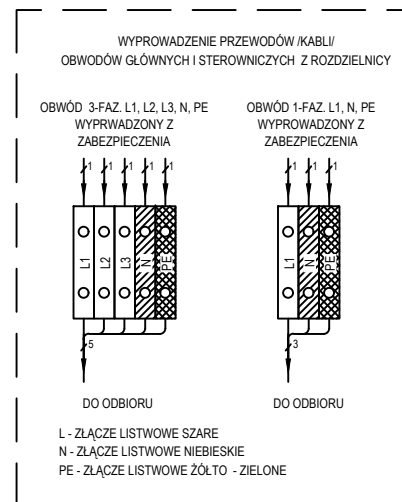 WYPROWADZENIE PRZEWODÓW /KABLI/
OBWODÓW GŁÓWNYCH I STEROWNICZYCH Z ROZDZIELNICY
OBWÓD 3-FAZ. L1, L2, L3, N, PE
WYPRWADZONY Z
ZABEZPIECZENIA
OBWÓD 1-FAZ. L1, N, PE
WYPROWADZONY Z
ZABEZPIECZENIA
1 1 1 1 1
1 1 1
L1 L2 L3 N PE
L1 N PE
5
3
DO ODBIORU
DO ODBIORU
L - ZŁĄCZE LISTWOWE SZARE
N - ZŁĄCZE LISTWOWE NIEBIESKIE
PE - ZŁĄCZE LISTWOWE ŻÓŁTO - ZIELONE